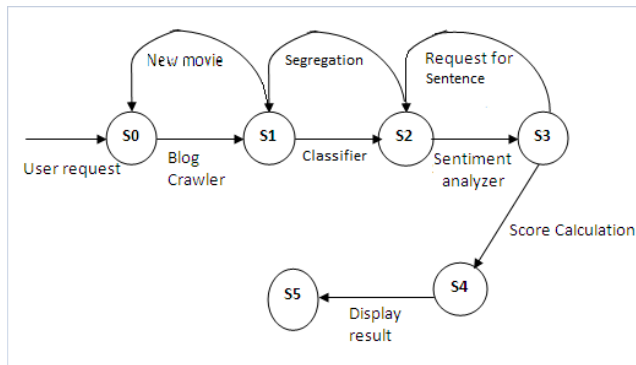 New movie
Segregation
Request for
Sentence
S0
S1
S2
S3
User request
Blog
Crawler
Classifier
Sentiment
analyzer
Score Calculation
S5
S4
Display
result